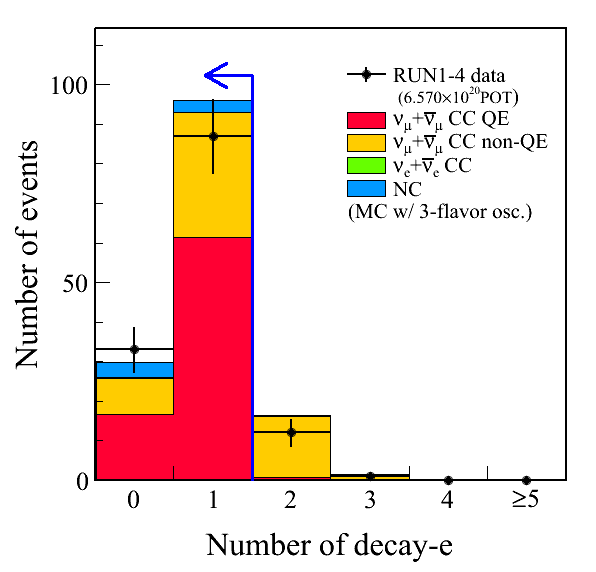 100
50
0
Number of events
RUN1-4 data
(6.570×10²⁰POT)
νμ+ν̄μ CC QE
νμ+ν̄μ CC non-QE
νe+ν̄e CC
NC
(MC w/ 3-flavor osc.)
0 1 2 3 4 ≥5
Number of decay-e